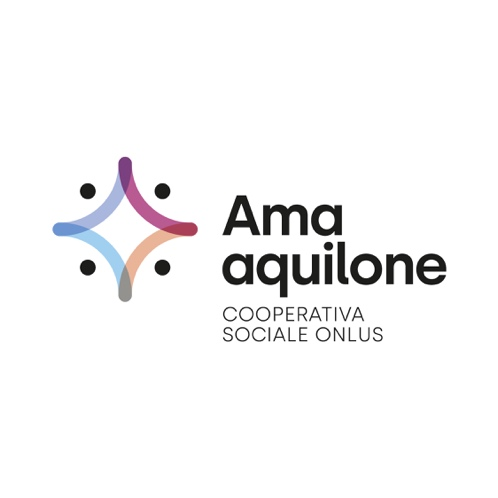 Ama
aquilone
COOPERATIVA
SOCIALE ONLUS